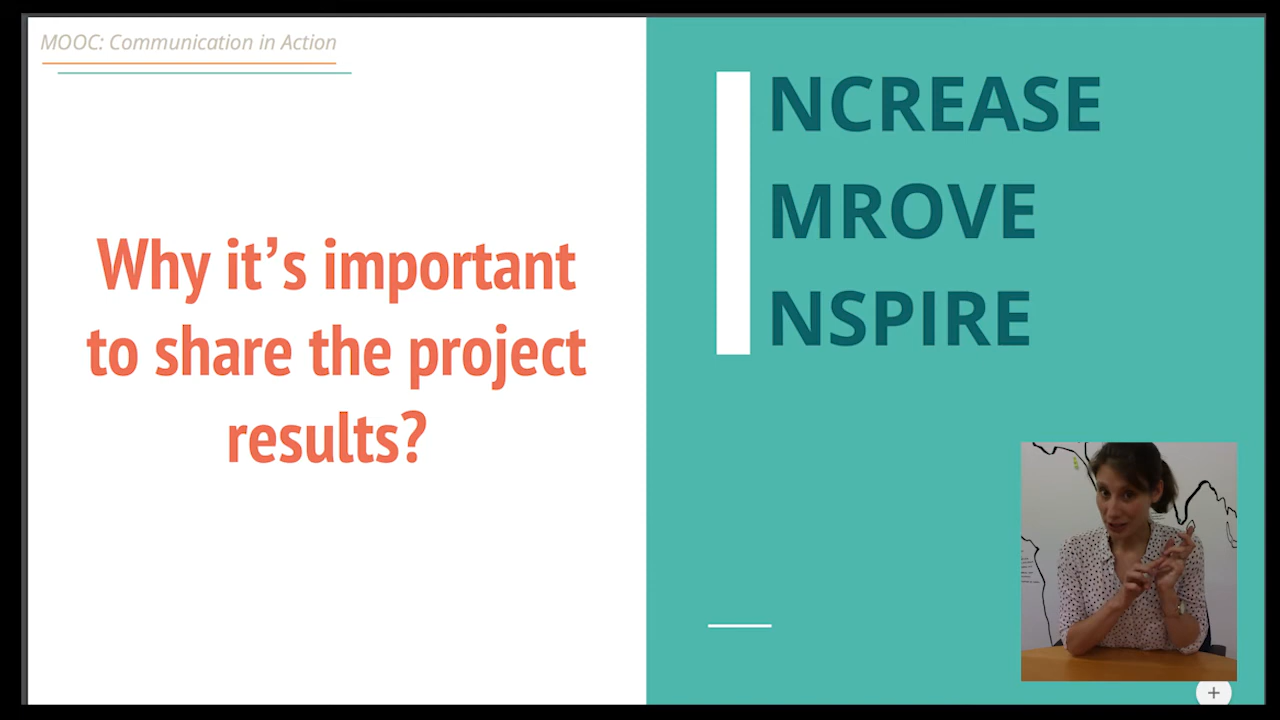 MOOC: Communication in Action
Why it’s important
to share the project
results?
I
NCREASE
MROVE
NSPIRE